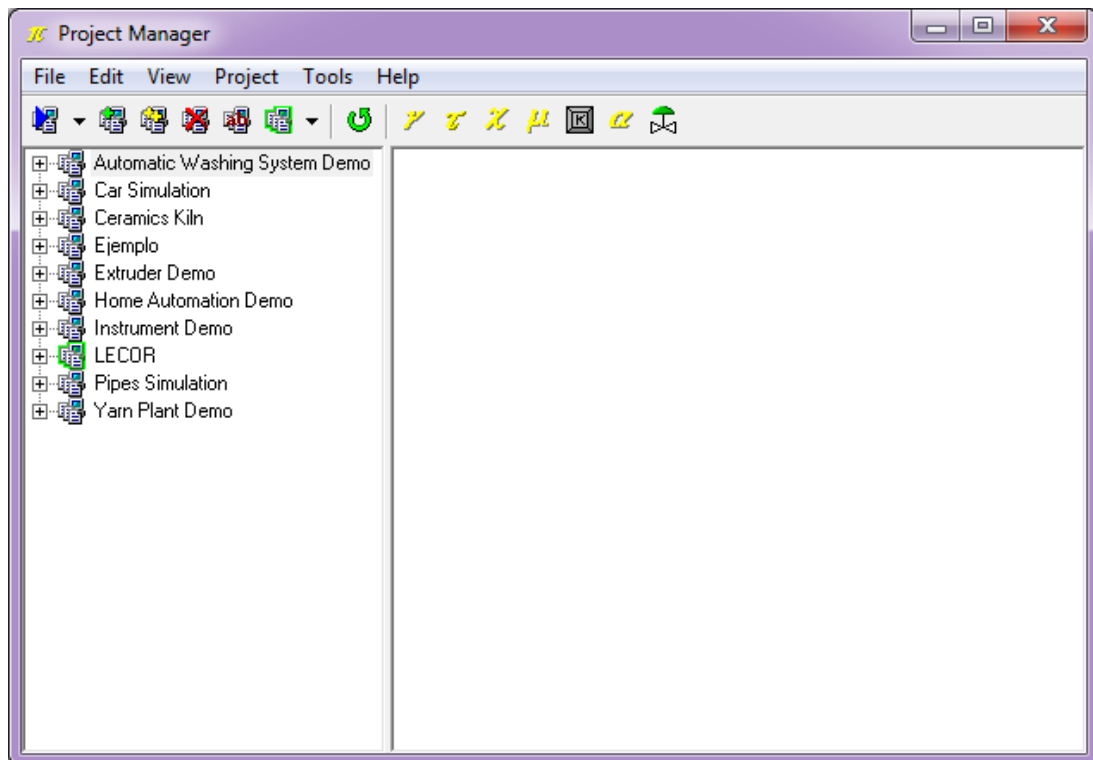 Project Manager
File Edit View Project Tools Help
Automatic Washing System Demo
Car Simulation
Ceramics Kiln
Ejemplo
Extruder Demo
Home Automation Demo
Instrument Demo
LECOR
Pipes Simulation
Yarn Plant Demo